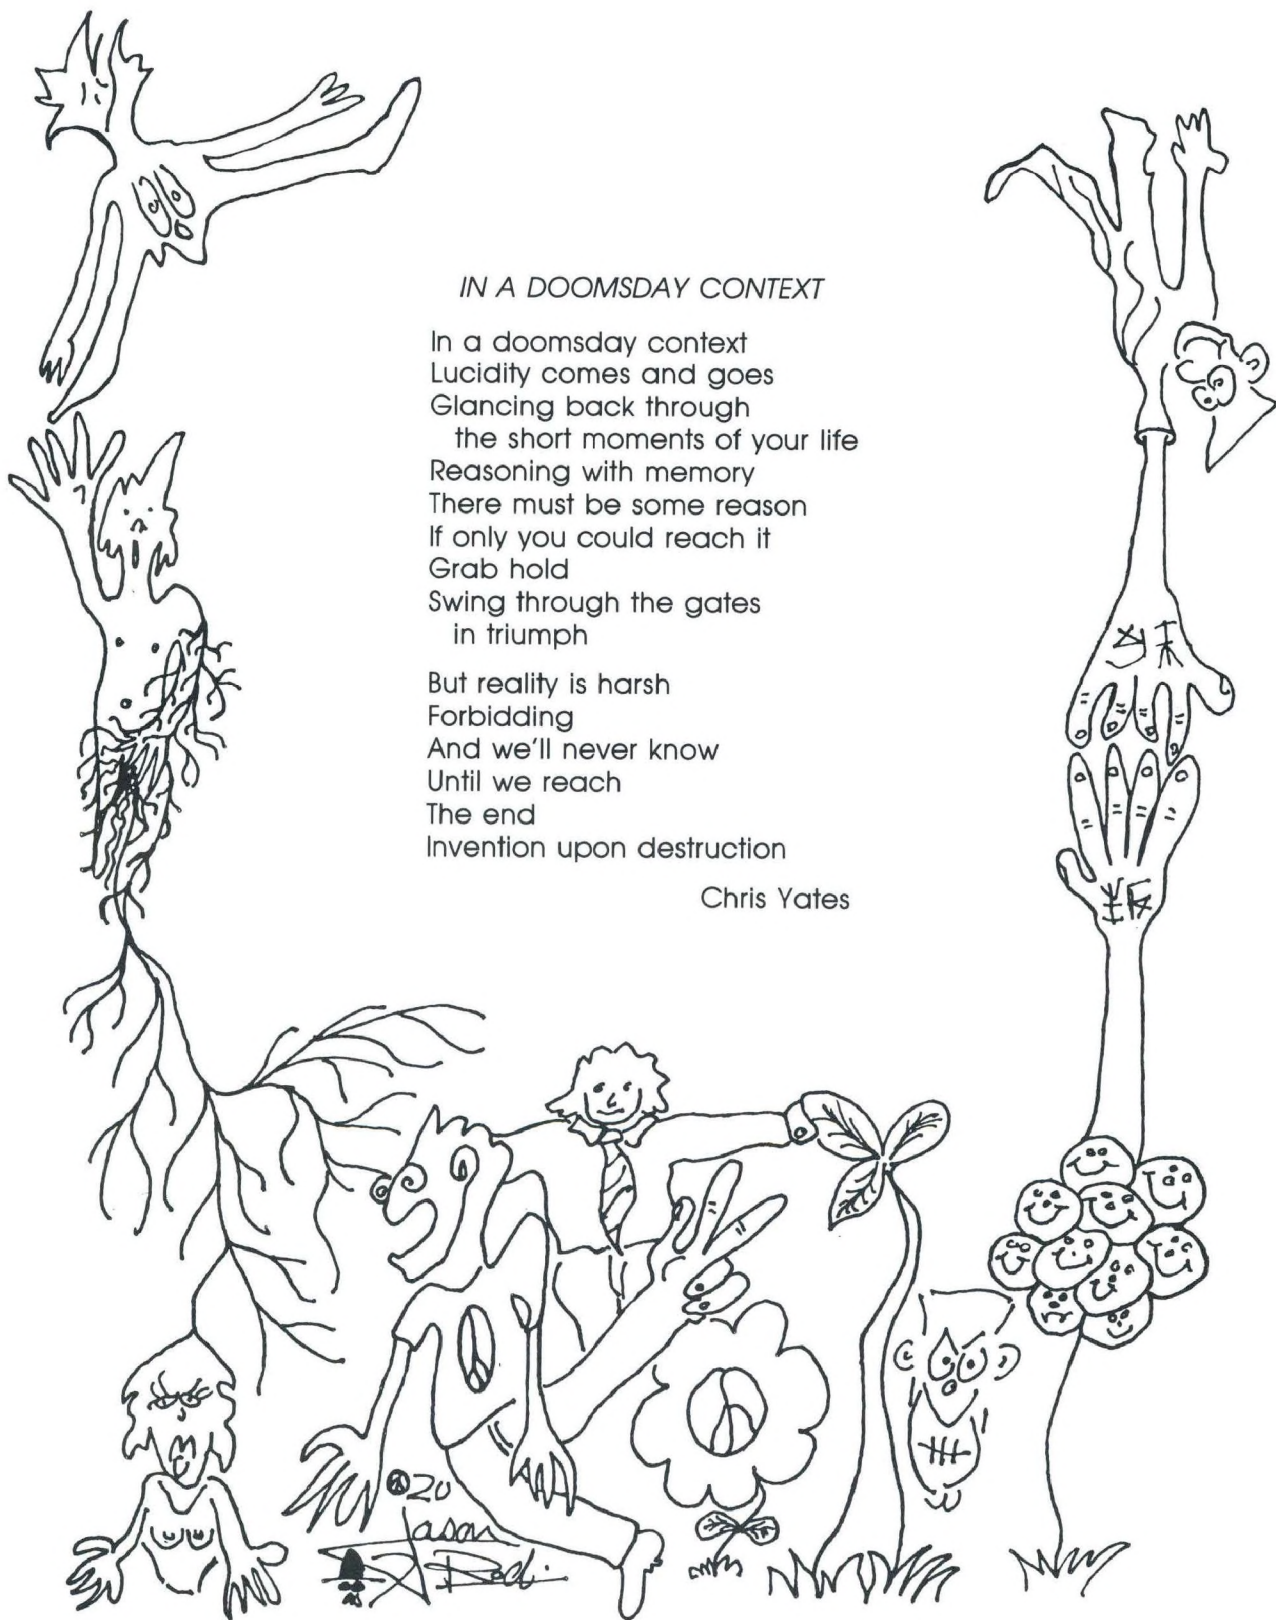 IN A DOOMSDAY CONTEXT
In a doomsday context
Lucidity comes and goes
Glancing back through
the short moments of your life
Reasoning with memory
There must be some reason
If only you could reach it
Grab hold
Swing through the gates
in triumph
But reality is harsh
Forbidding
And we'll never know
Until we reach
The end
Invention upon destruction
Chris Yates
20
Jason